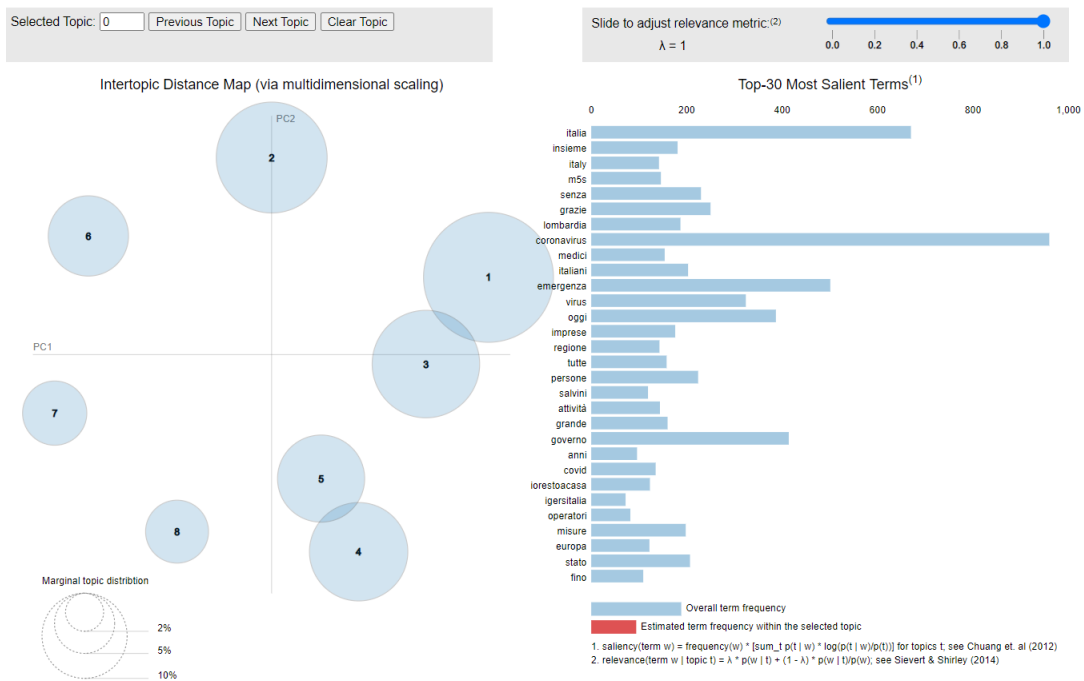 Selected Topic: 0 Previous Topic Next Topic Clear Topic
Slide to adjust relevance metric:(2)
λ = 1
0.0 0.2 0.4 0.6 0.8 1.0
Intertopic Distance Map (via multidimensional scaling)
PC2
PC1
2
6
1
3
7
5
8
4
Marginal topic distribtion
2%
5%
10%
Top-30 Most Salient Terms(1)
0 200 400 600 800 1,000
italia
insieme
italy
m5s
senza
grazie
lombardia
coronavirus
medici
italiani
emergenza
virus
oggi
imprese
regione
tutte
persone
salvini
attività
grande
governo
anni
covid
iorestoacasa
igersitalia
operatori
misure
europa
stato
fino
Overall term frequency
Estimated term frequency within the selected topic
1. saliency(term w) = frequency(w) * [sum_t p(t | w) * log(p(t | w)/p(t))] for topics t; see Chuang et. al (2012)
2. relevance(term w | topic t) = λ * p(w | t) + (1 - λ) * p(w | t)/p(w); see Sievert & Shirley (2014)